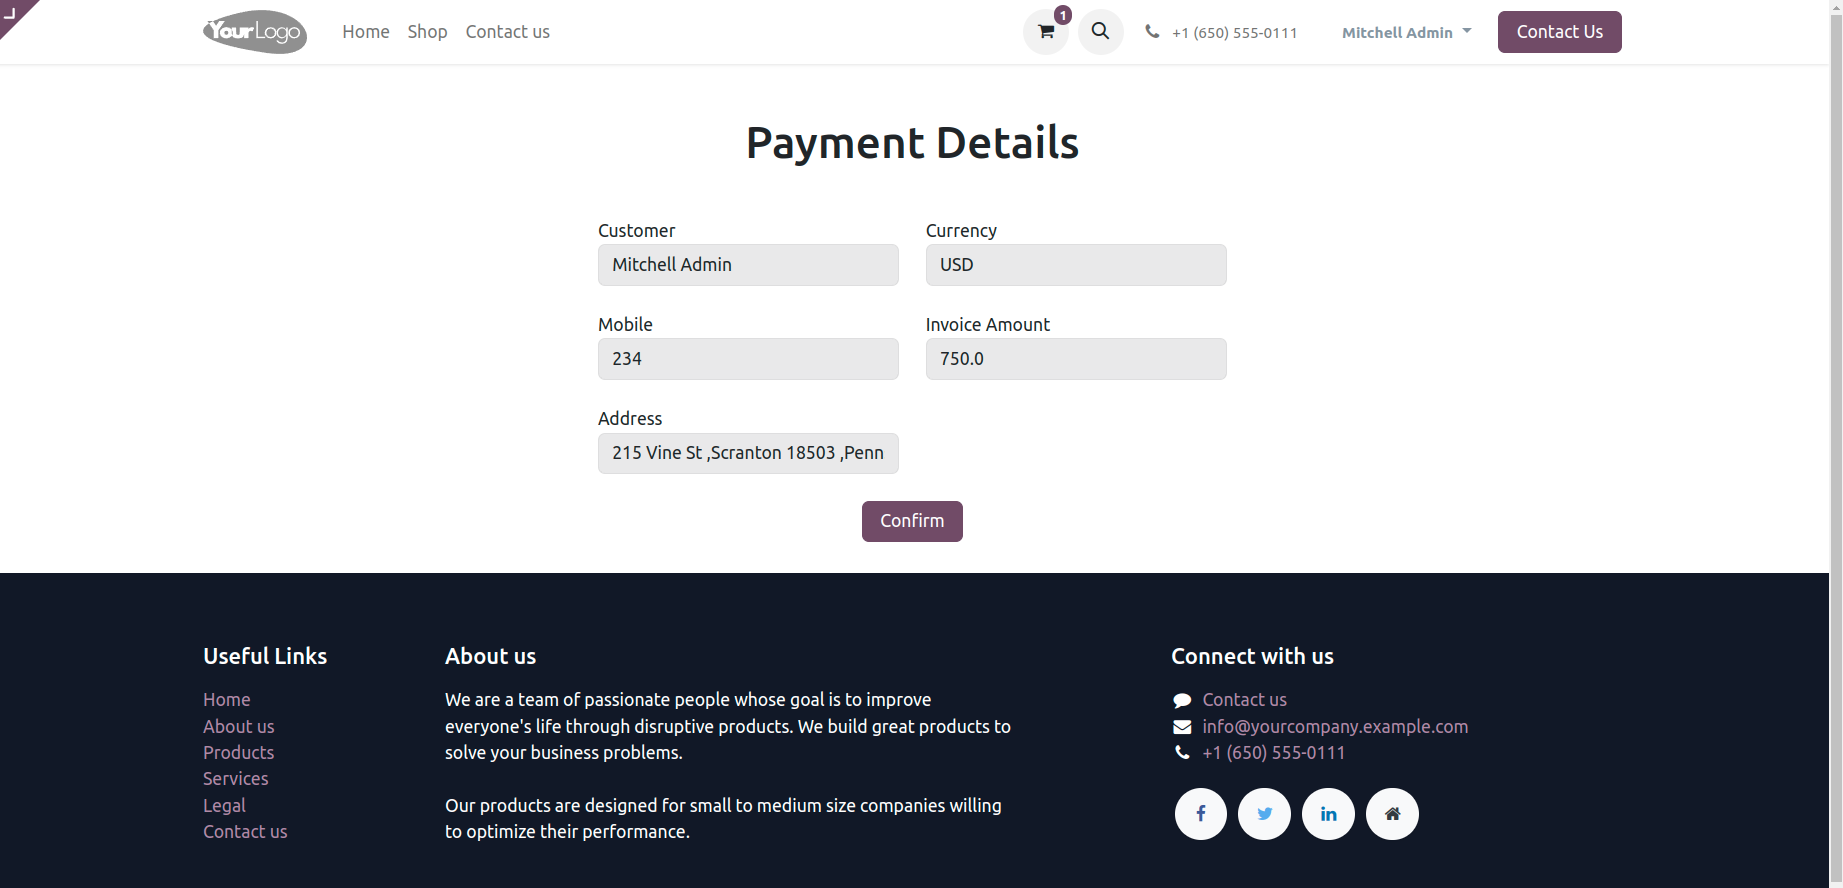 YourLogo
Home Shop Contact us
1
+1 (650) 555-0111
Mitchell Admin
Contact Us
Payment Details
Customer
Mitchell Admin
Currency
USD
Mobile
234
Invoice Amount
750.0
Address
215 Vine St ,Scranton 18503 ,Penn
Confirm
Useful Links
Home
About us
Products
Services
Legal
Contact us
About us
We are a team of passionate people whose goal is to improve
everyone's life through disruptive products. We build great products to
solve your business problems.
Our products are designed for small to medium size companies willing
to optimize their performance.
Connect with us
Contact us
info@yourcompany.example.com
+1 (650) 555-0111